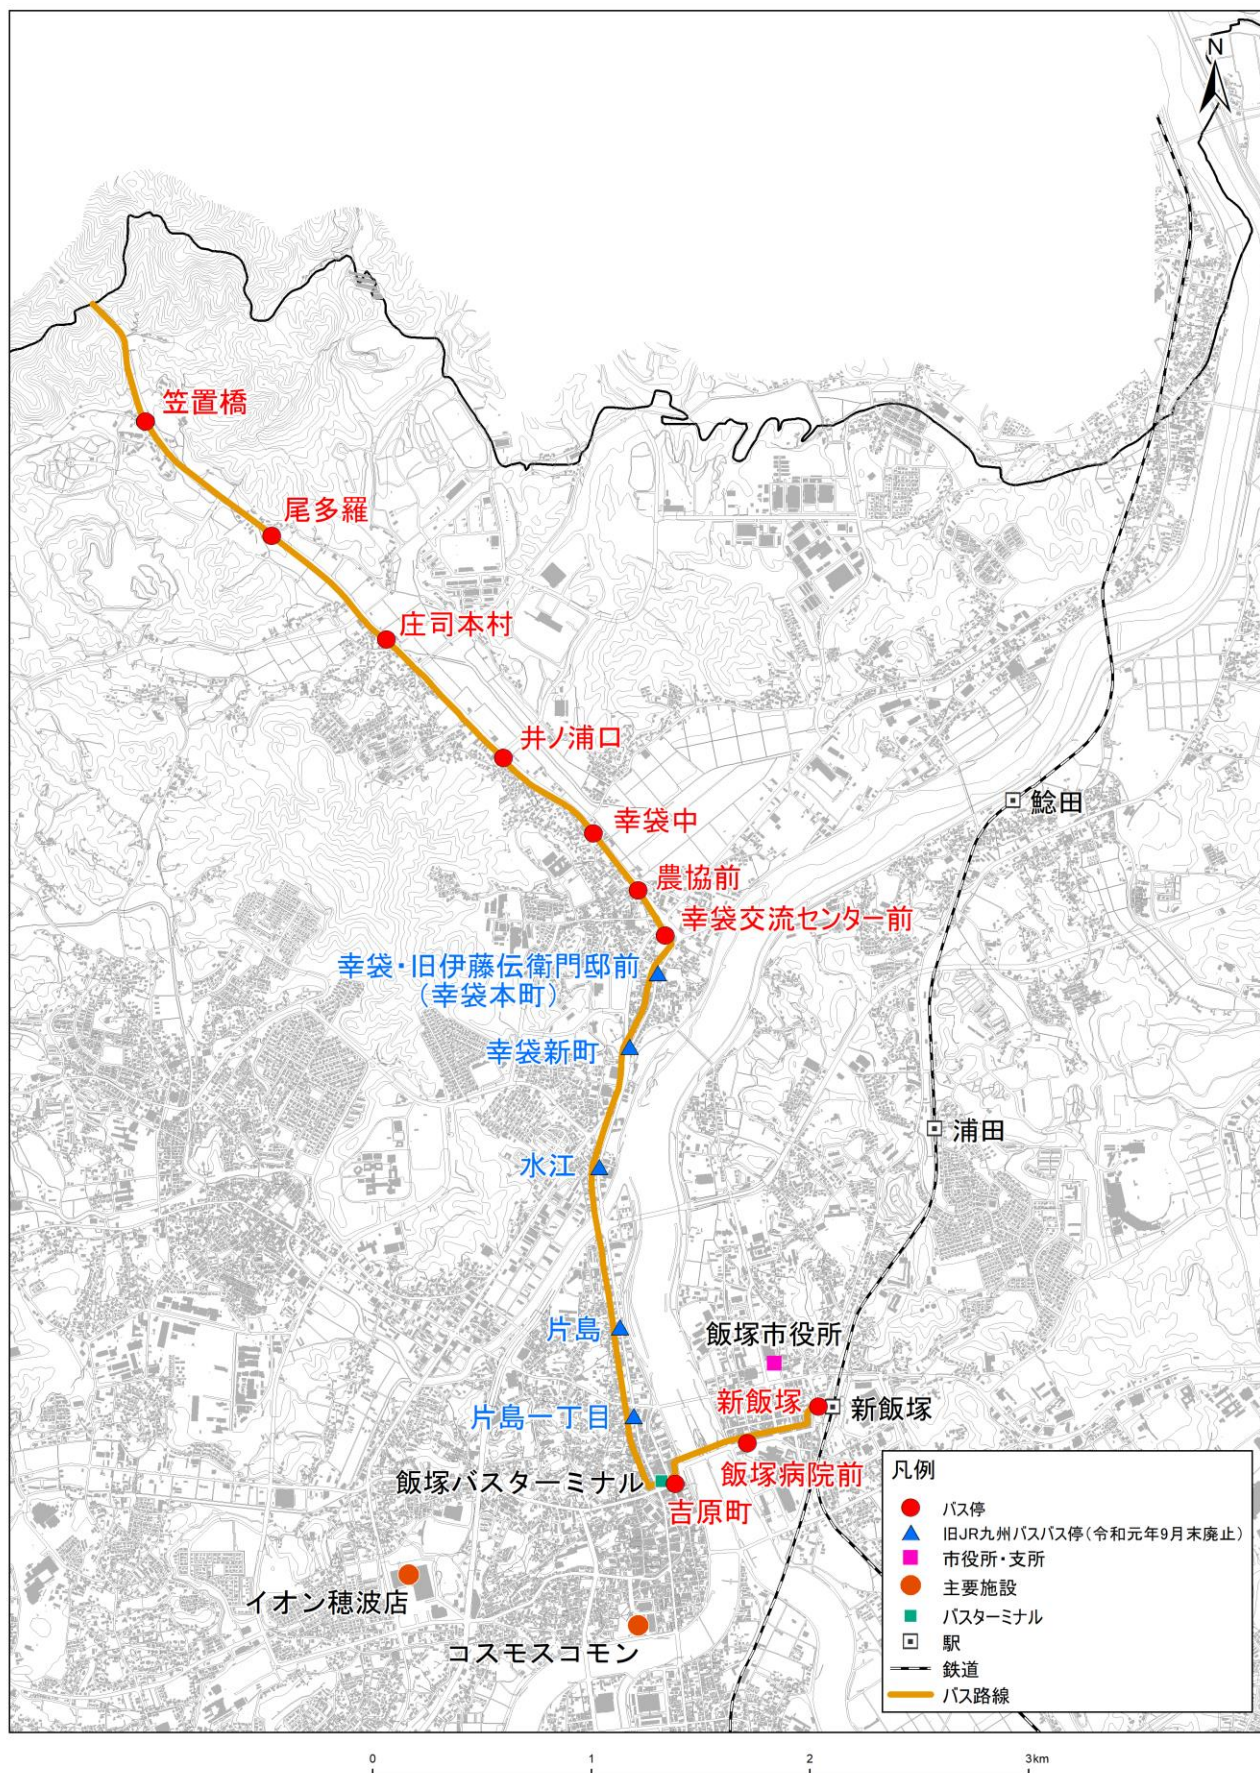 N
笠置橋
尾多羅
庄司本村
井ノ浦口
鯰田
幸袋中
農協前
幸袋交流センター前
幸袋・旧伊藤伝衛門邸前
(幸袋本町)
幸袋新町
浦田
水江
片島
飯塚市役所
新飯塚
新飯塚
片島一丁目
飯塚病院前
飯塚バスターミナル
吉原町
イオン穂波店
コスモスコモン
凡例
バス停
旧JR九州バスバス停(令和元年9月末廃止)
市役所・支所
主要施設
バスターミナル
駅
鉄道
バス路線
0 1 2 3km